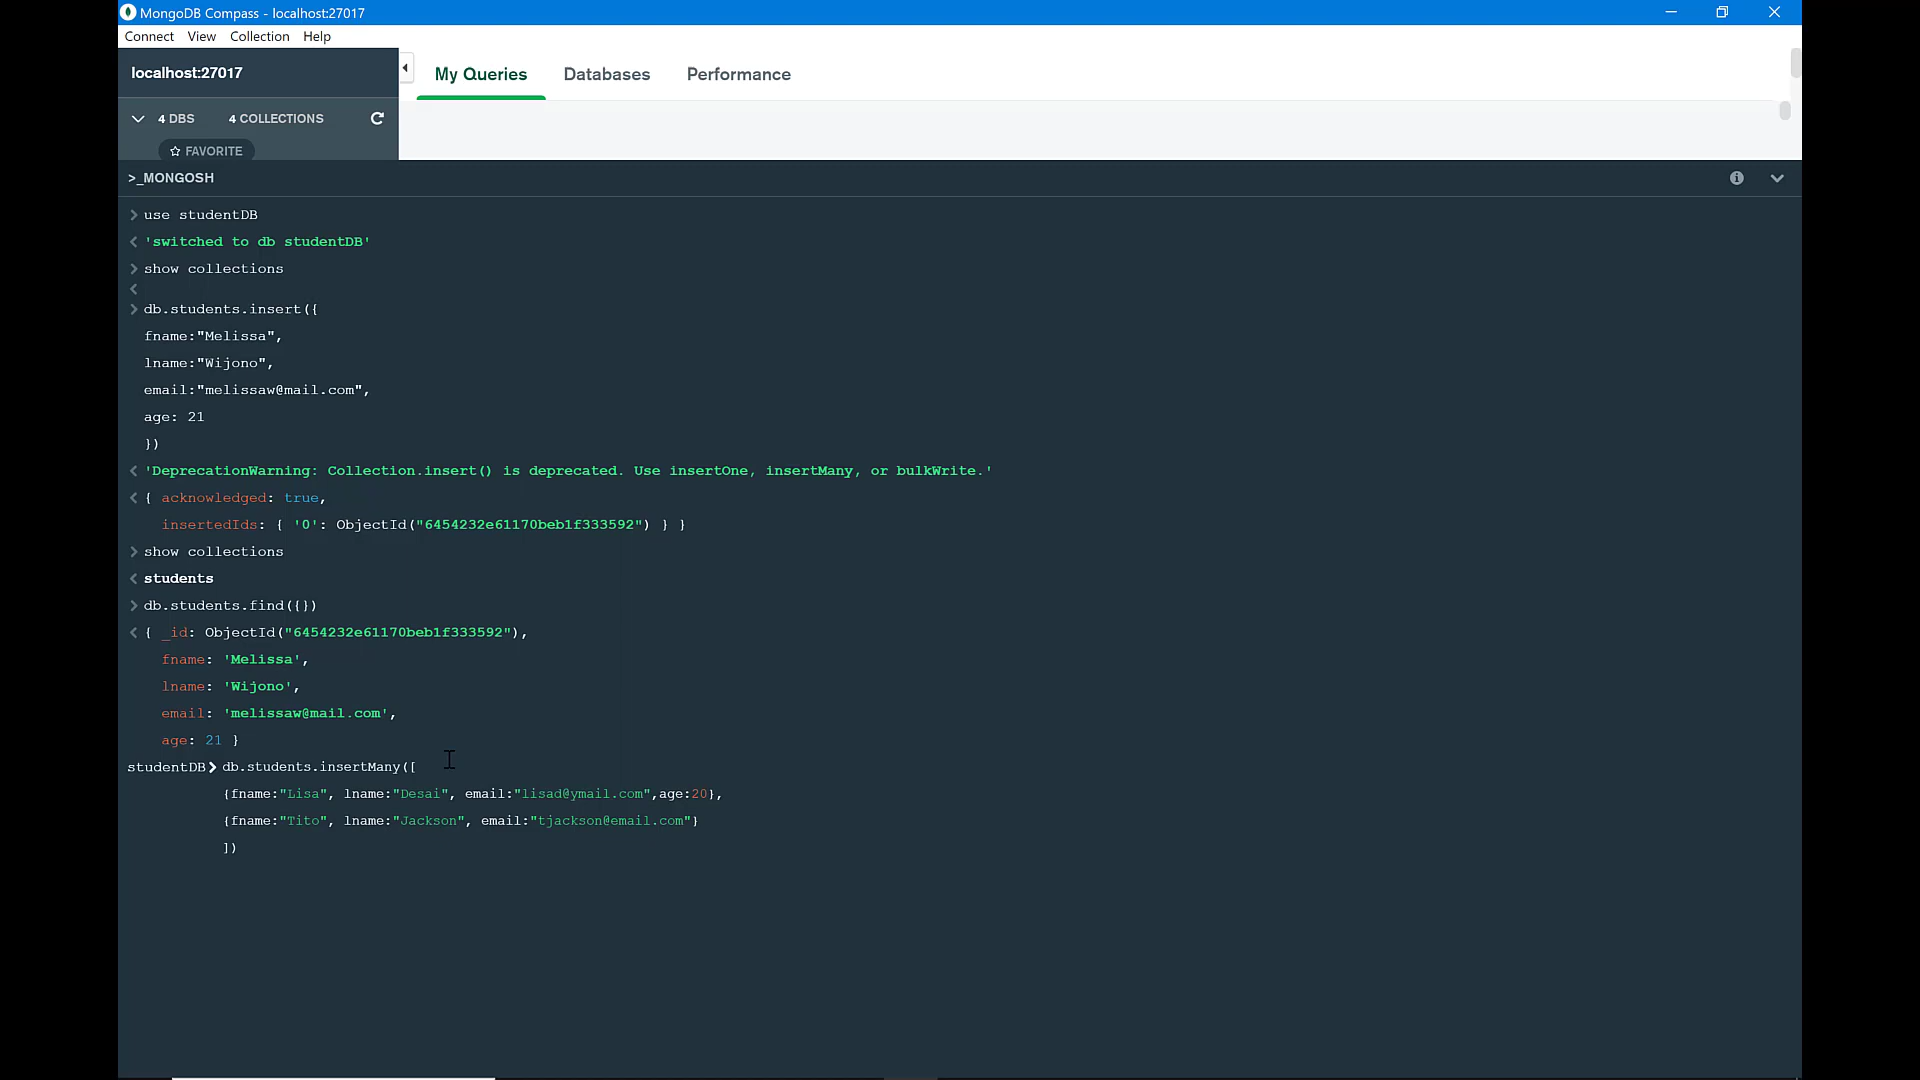 MongoDB Compass - localhost:27017
Connect View Collection Help
localhost:27017
My Queries Databases Performance
4 DBS 4 COLLECTIONS
FAVORITE
>_MONGOSH
> use studentDB
< 'switched to db studentDB'
> show collections
<
> db.students.insert({
fname:"Melissa",
lname:"Wijono",
email:"melissaw@mail.com",
age: 21
})
< 'DeprecationWarning: Collection.insert() is deprecated. Use insertOne, insertMany, or bulkWrite.'
< { acknowledged: true,
insertedIds: { '0': ObjectId("6454232e61170beb1f333592") } }
> show collections
< students
> db.students.find({})
< { _id: ObjectId("6454232e61170beb1f333592"),
fname: 'Melissa',
lname: 'Wijono',
email: 'melissaw@mail.com',
age: 21 }
studentDB> db.students.insertMany([
{fname:"Lisa", lname:"Desai", email:"lisad@ymail.com",age:20},
{fname:"Tito", lname:"Jackson", email:"tjackson@email.com"}
])